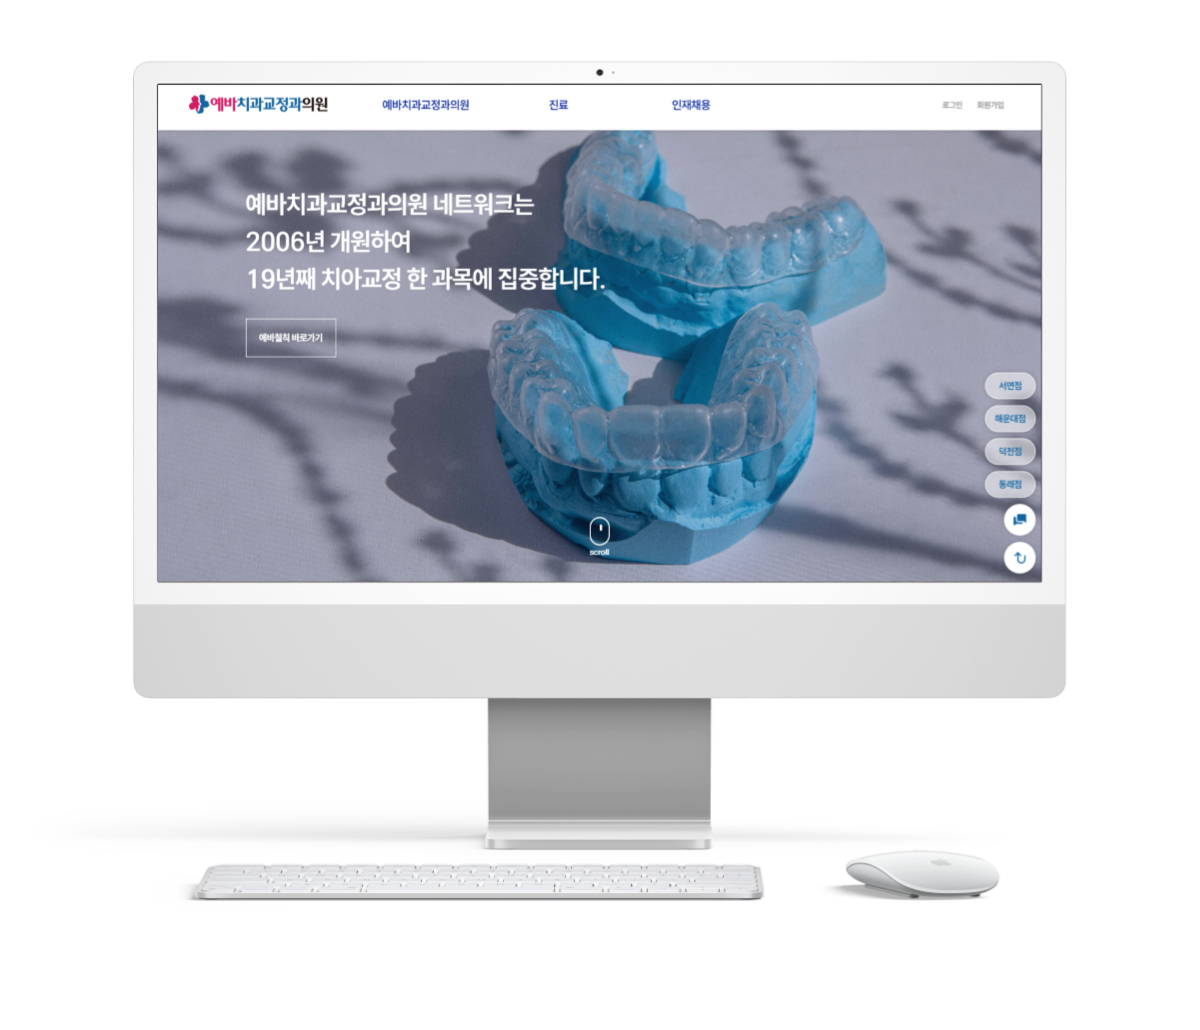 예바치과교정과의원
예바치과교정과의원 진료 인재채용
로그인 회원가입
예바치과교정과의원 네트워크는
2006년 개원하여
19년째 치아교정 한 과목에 집중합니다.
예바철칙 바로가기
서면점
해운대점
덕천점
동래점
scroll